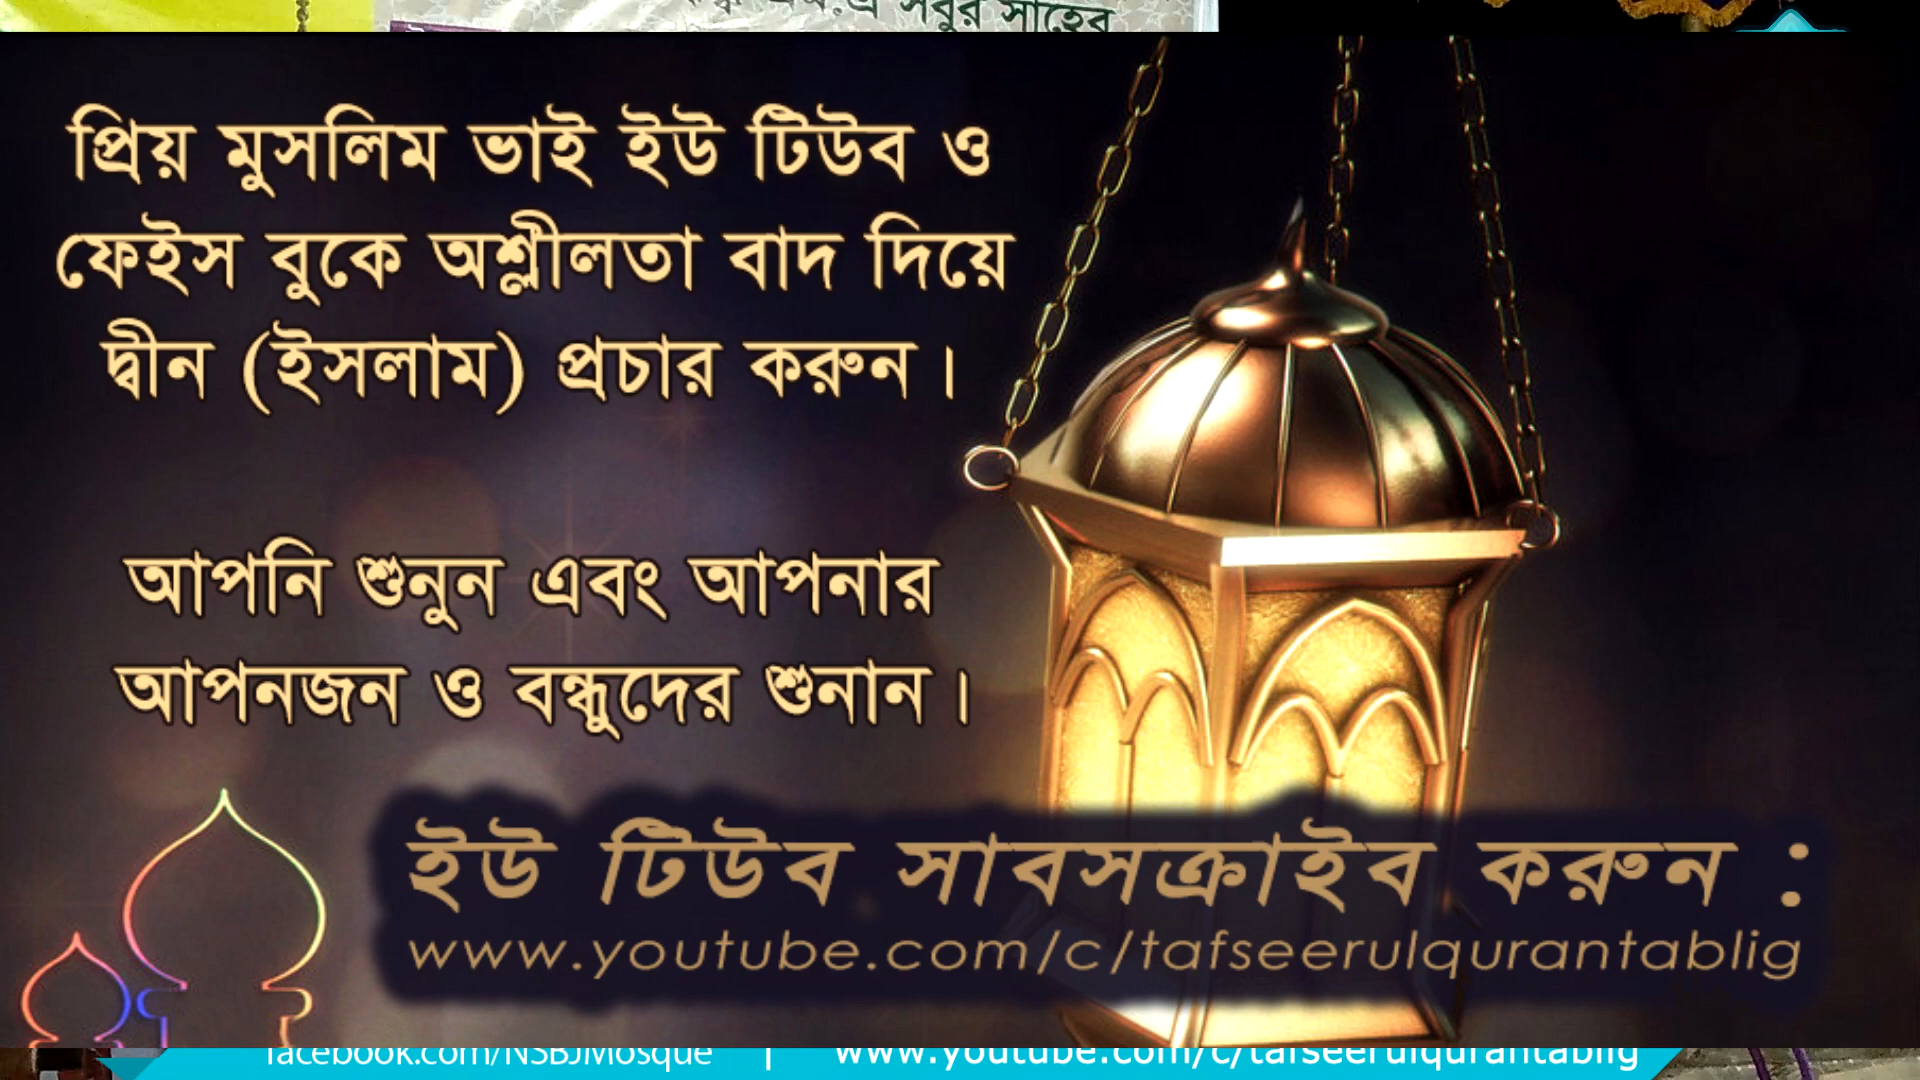 সবুর সাহেব
প্রিয় মুসলিম ভাই ইউ টিউব ও
ফেইস বুকে অশ্লীলতা বাদ দিয়ে
দ্বীন (ইসলাম) প্রচার করুন।
আপনি শুনুন এবং আপনার
আপনজন ও বন্ধুদের শুনান।
ইউ টিউব সাবসক্রাইব করুন :
www.youtube.com/c/tafseerulqurantablig
facebook.com/NSBJMosque | www.youtube.com/c/tafseerulqurantablig